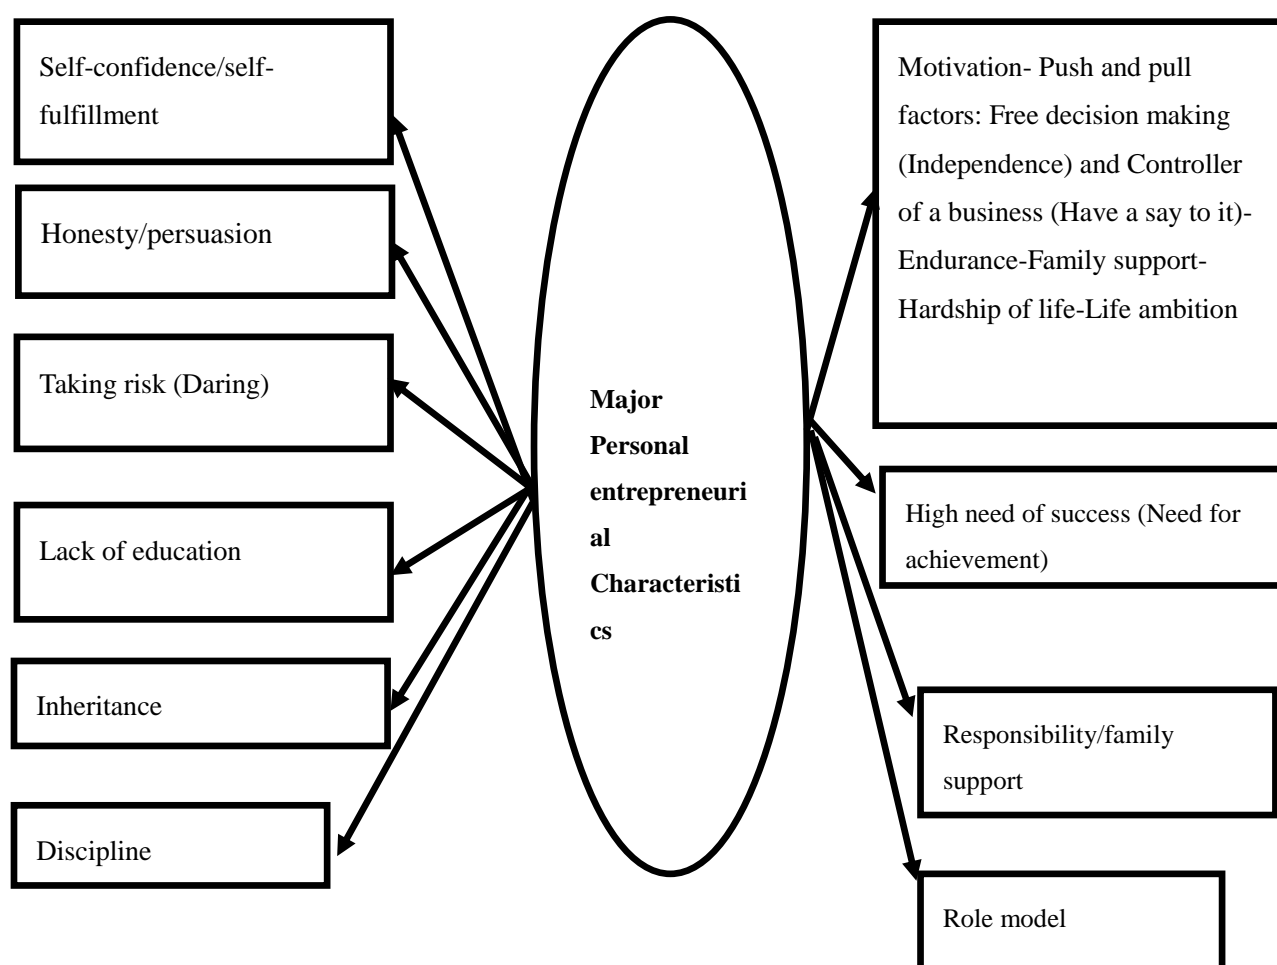 Self-confidence/self-
fulfillment
Honesty/persuasion
Taking risk (Daring)
Lack of education
Inheritance
Discipline
Major
Personal
entrepreneuri
al
Characteristi
cs
Motivation- Push and pull
factors: Free decision making
(Independence) and Controller
of a business (Have a say to it)-
Endurance-Family support-
Hardship of life-Life ambition
High need of success (Need for
achievement)
Responsibility/family
support
Role model